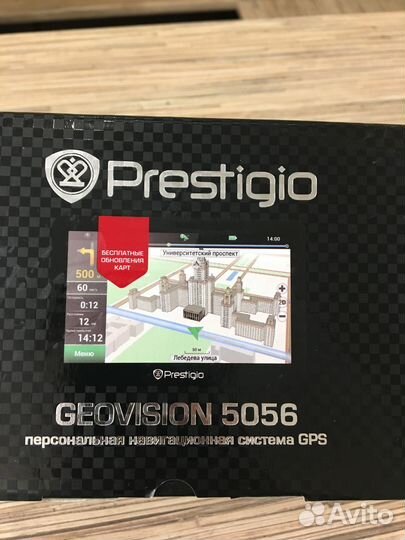 Prestigio
14:00
БЕСПЛАТНЫЕ
ОБНОВЛЕНИЯ
КАРТ
Университетский проспект
500
60
0:12
12
14:12
Меню
50 м
Лебедева улица
Prestigio
GEOVISION 5056
персональная навигационная система GPS
Avito